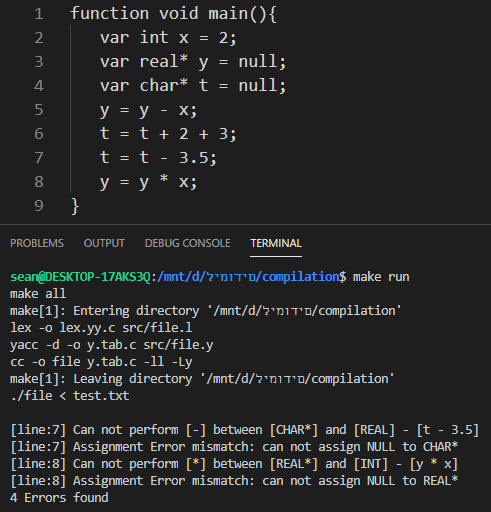 1 function void main(){
2 var int x = 2;
3 var real* y = null;
4 var char* t = null;
5 y = y - x;
6 t = t + 2 + 3;
7 t = t - 3.5;
8 y = y * x;
9 }
PROBLEMS OUTPUT DEBUG CONSOLE TERMINAL
sean@DESKTOP-17AKS3Q:/mnt/d/לימודים/compilation$ make run
make all
make[1]: Entering directory '/mnt/d/לימודים/compilation'
lex -o lex.yy.c src/file.l
yacc -d -o y.tab.c src/file.y
cc -o file y.tab.c -ll -Ly
make[1]: Leaving directory '/mnt/d/לימודים/compilation'
./file < test.txt
[line:7] Can not perform [-] between [CHAR*] and [REAL] - [t - 3.5]
[line:7] Assignment Error mismatch: can not assign NULL to CHAR*
[line:8] Can not perform [*] between [REAL*] and [INT] - [y * x]
[line:8] Assignment Error mismatch: can not assign NULL to REAL*
4 Errors found